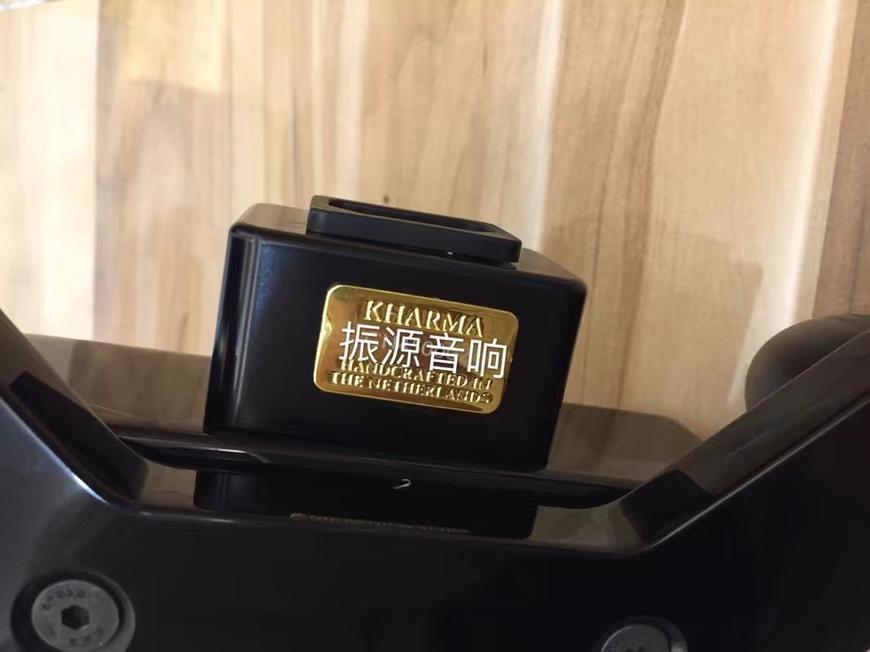 KHARMA
振源音响
HANDCRAFTED IN
THE NETHERLANDS